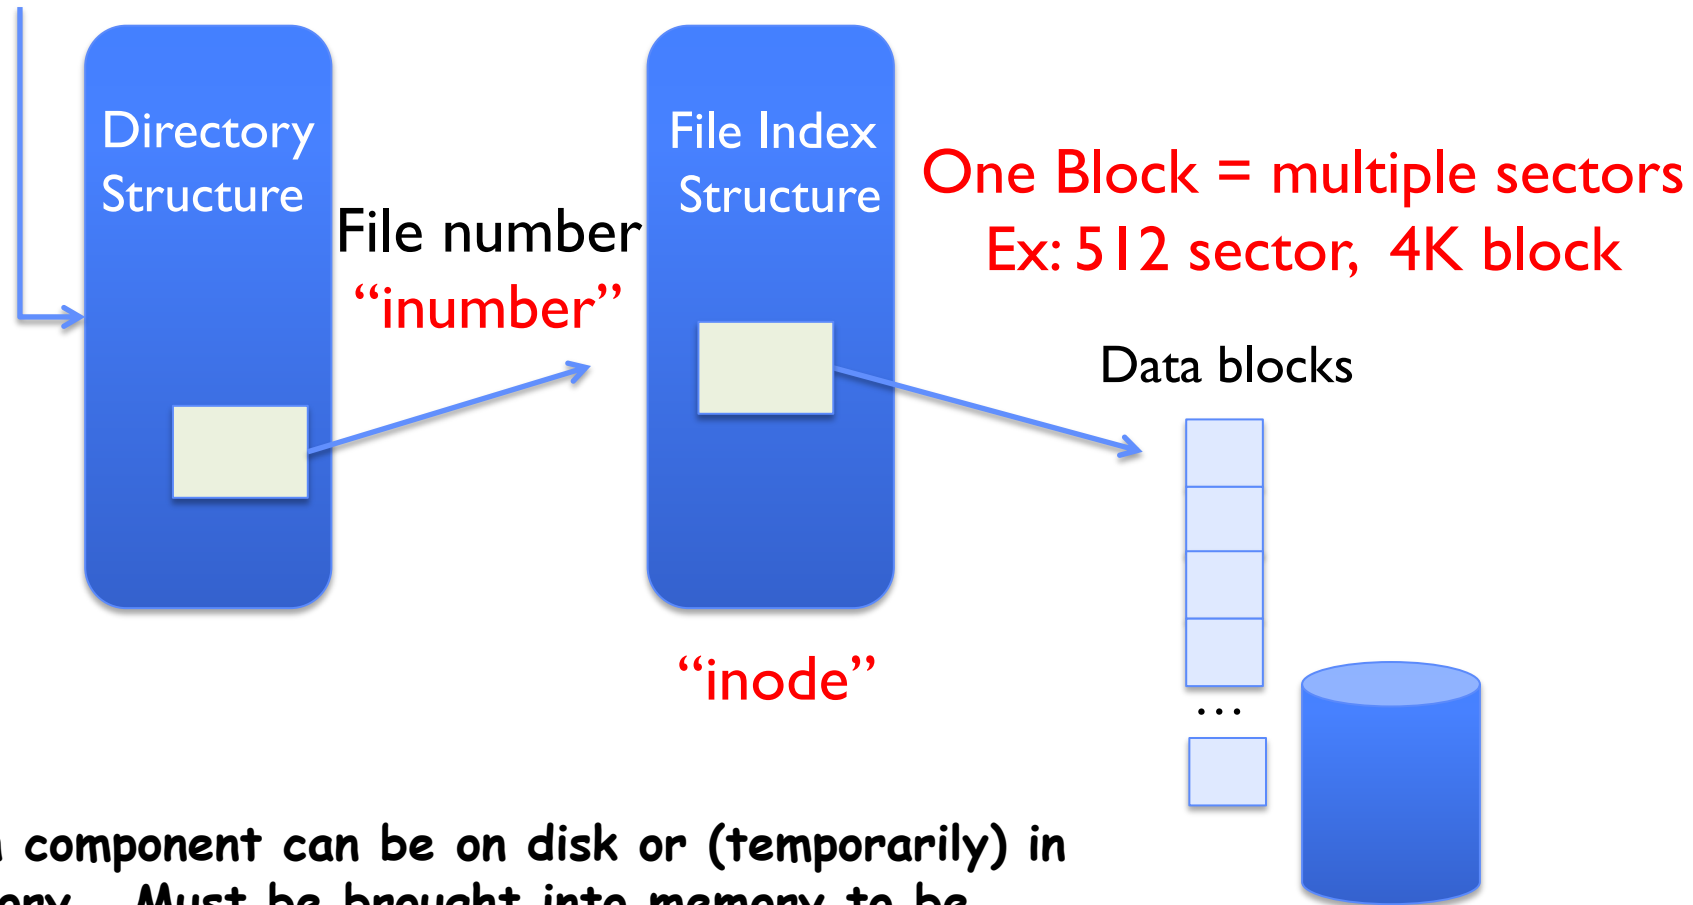 Directory
Structure
File number
“inumber”
File Index
Structure
“inode”
One Block = multiple sectors
Ex: 512 sector, 4K block
Data blocks
...
component can be on disk or (temporarily) in
Must be brought into memory to be